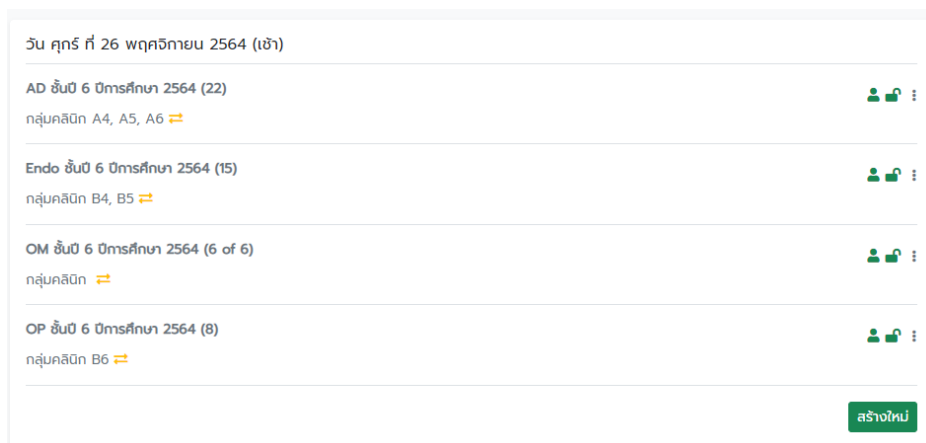 วัน ศุกร์ ที่ 26 พฤศจิกายน 2564 (เช้า)
AD ชั้นปี 6 ปีการศึกษา 2564 (22)
กลุ่มคลินิก A4, A5, A6
Endo ชั้นปี 6 ปีการศึกษา 2564 (15)
กลุ่มคลินิก B4, B5
OM ชั้นปี 6 ปีการศึกษา 2564 (6 of 6)
กลุ่มคลินิก
OP ชั้นปี 6 ปีการศึกษา 2564 (8)
กลุ่มคลินิก B6
สร้างใหม่